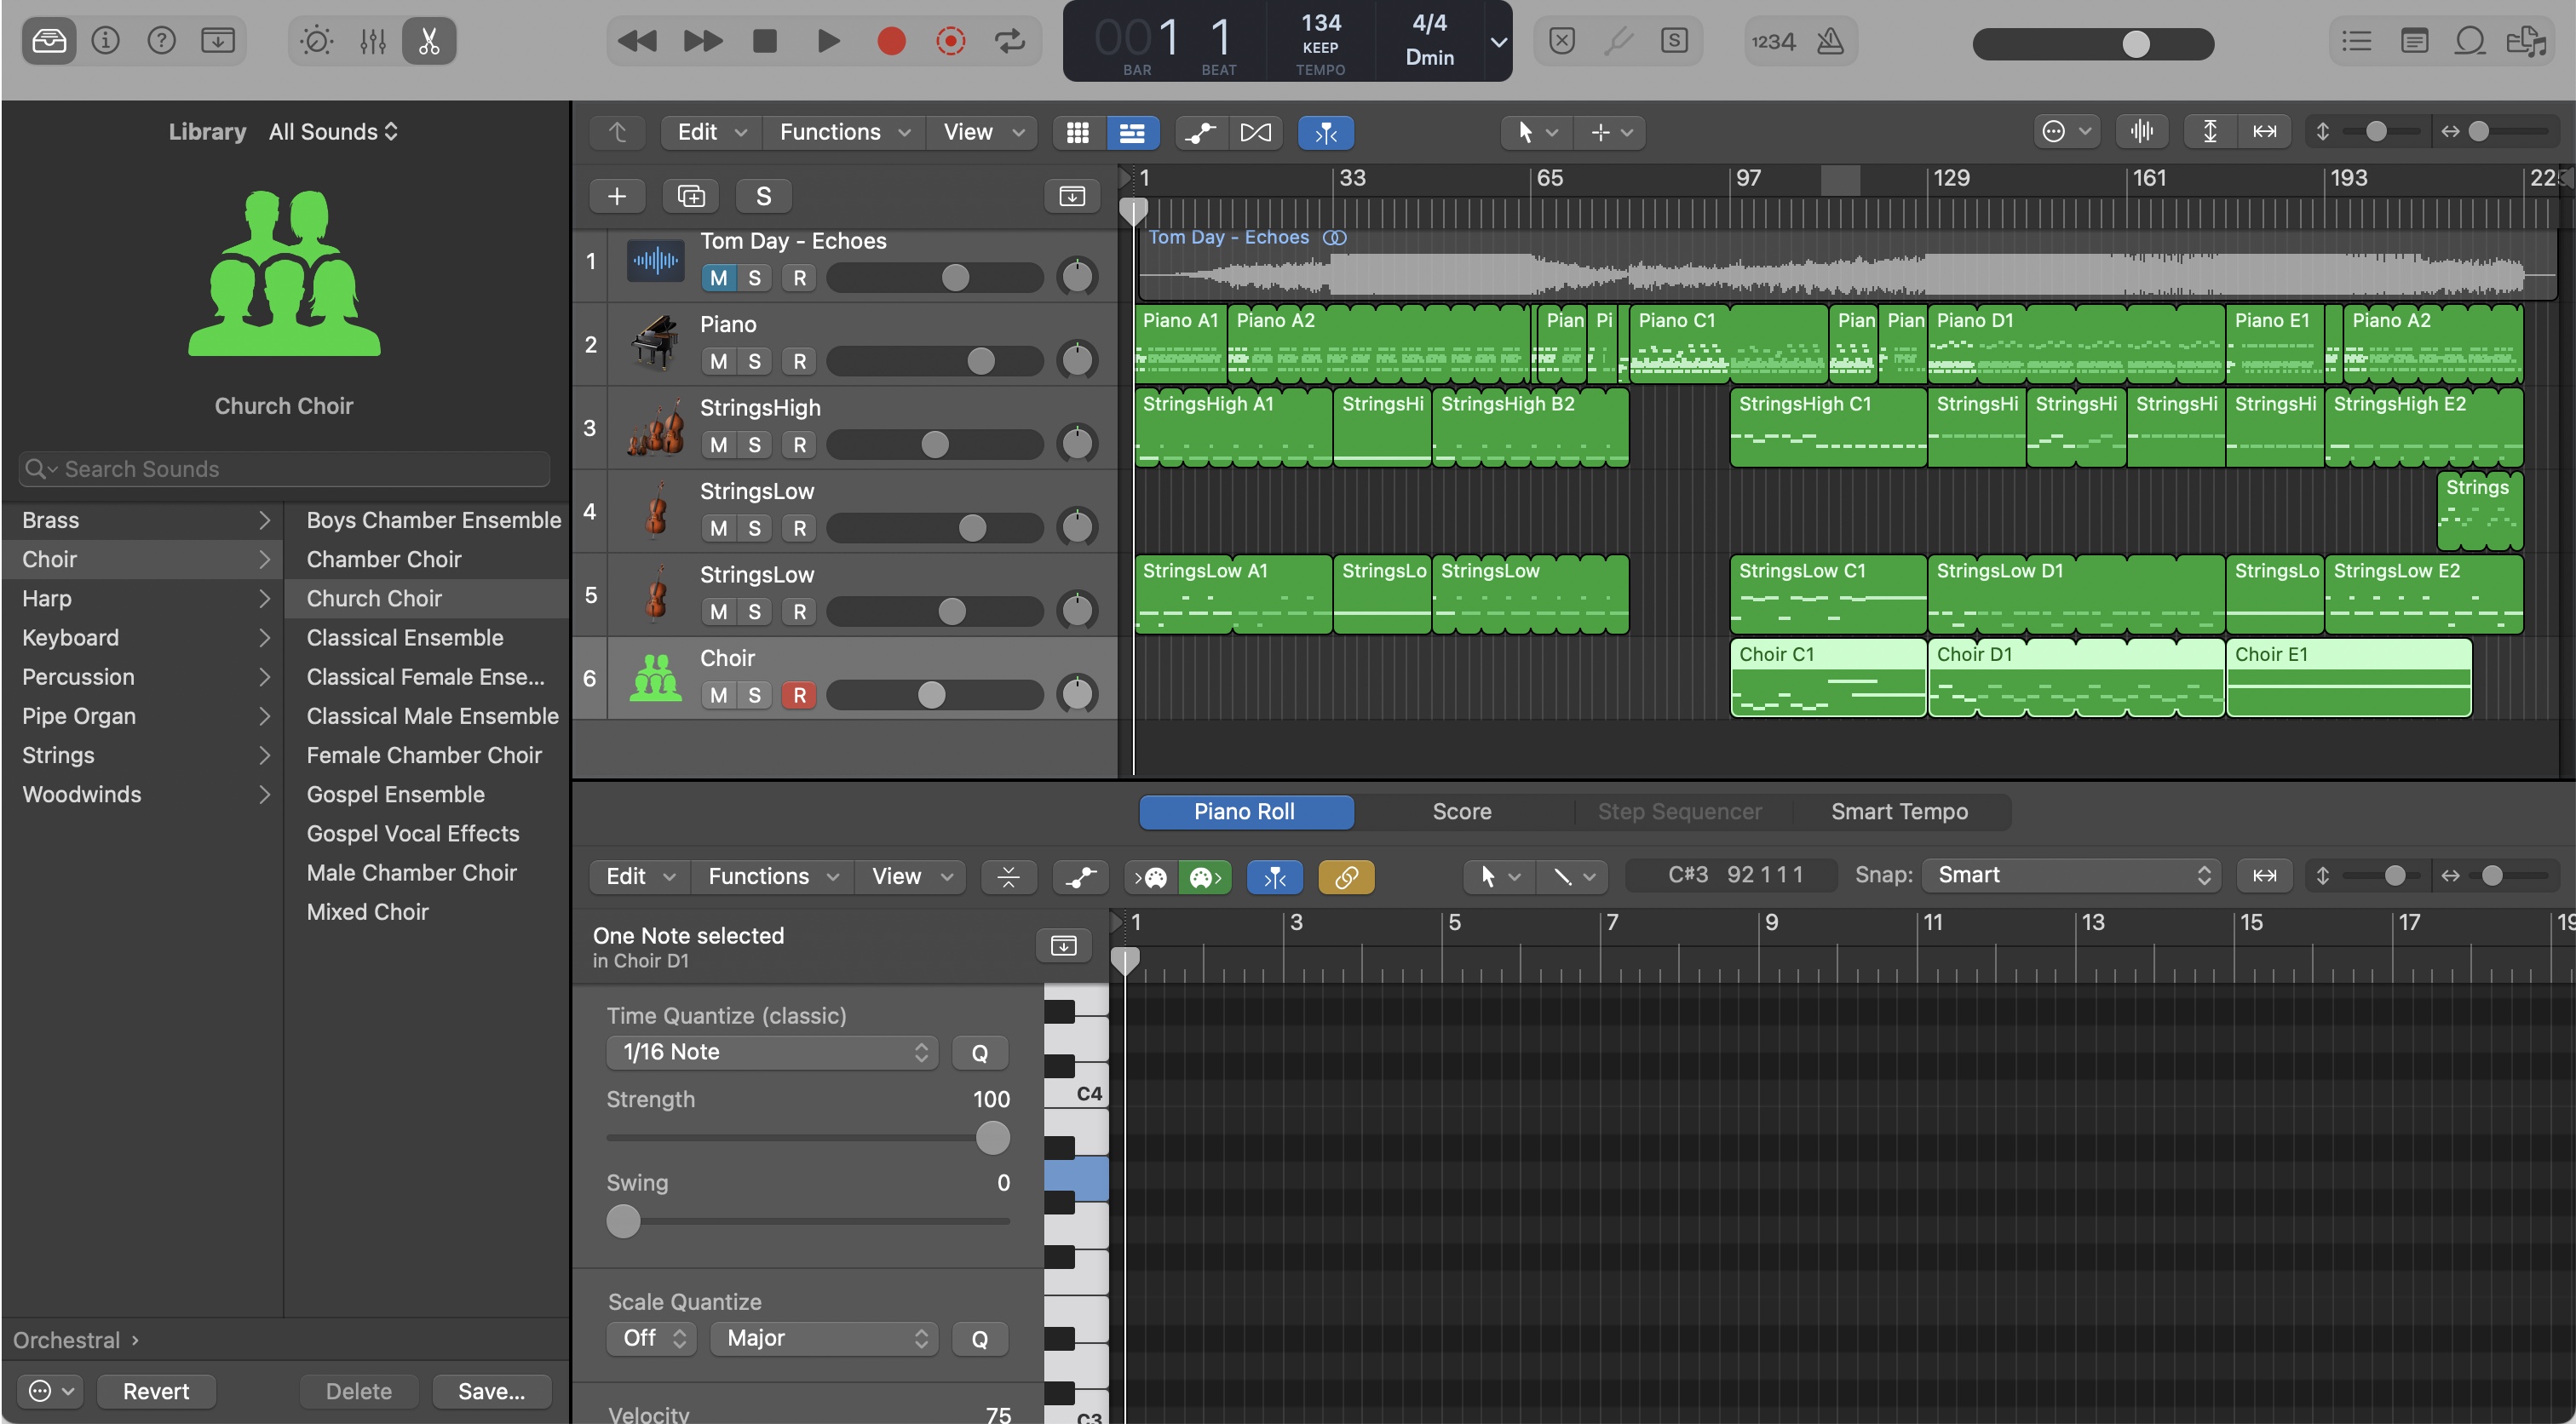 001 1 134 4/4
KEEP Dmin
BAR BEAT TEMPO
S 1234
Library All Sounds
Church Choir
Search Sounds
Brass
Choir
Harp
Keyboard
Percussion
Pipe Organ
Strings
Woodwinds
Boys Chamber Ensemble
Chamber Choir
Church Choir
Classical Ensemble
Classical Female Ense...
Classical Male Ensemble
Female Chamber Choir
Gospel Ensemble
Gospel Vocal Effects
Male Chamber Choir
Mixed Choir
Orchestral
Revert Delete Save...
Edit Functions View
S
1 33 65 97 129 161 193
1 Tom Day - Echoes
M S R
Tom Day - Echoes
2 Piano
M S R
Piano A1 Piano A2 Pian Pi Piano C1 Pian Pian Piano D1 Piano E1 Piano A2
3 StringsHigh
M S R
StringsHigh A1 StringsHi StringsHigh B2 StringsHigh C1 StringsHi StringsHi StringsHi StringsHi StringsHigh E2
4 StringsLow
M S R
Strings
5 StringsLow
M S R
StringsLow A1 StringsLo StringsLow StringsLow C1 StringsLow D1 StringsLo StringsLow E2
6 Choir
M S R
Choir C1 Choir D1 Choir E1
Piano Roll Score Step Sequencer Smart Tempo
Edit Functions View C#3 92 1 1 1 Snap: Smart
1 3 5 7 9 11 13 15 17 19
One Note selected
in Choir D1
Time Quantize (classic)
1/16 Note Q
Strength 100
Swing 0
Scale Quantize
Off Major Q
Velocity 75
C4
C3